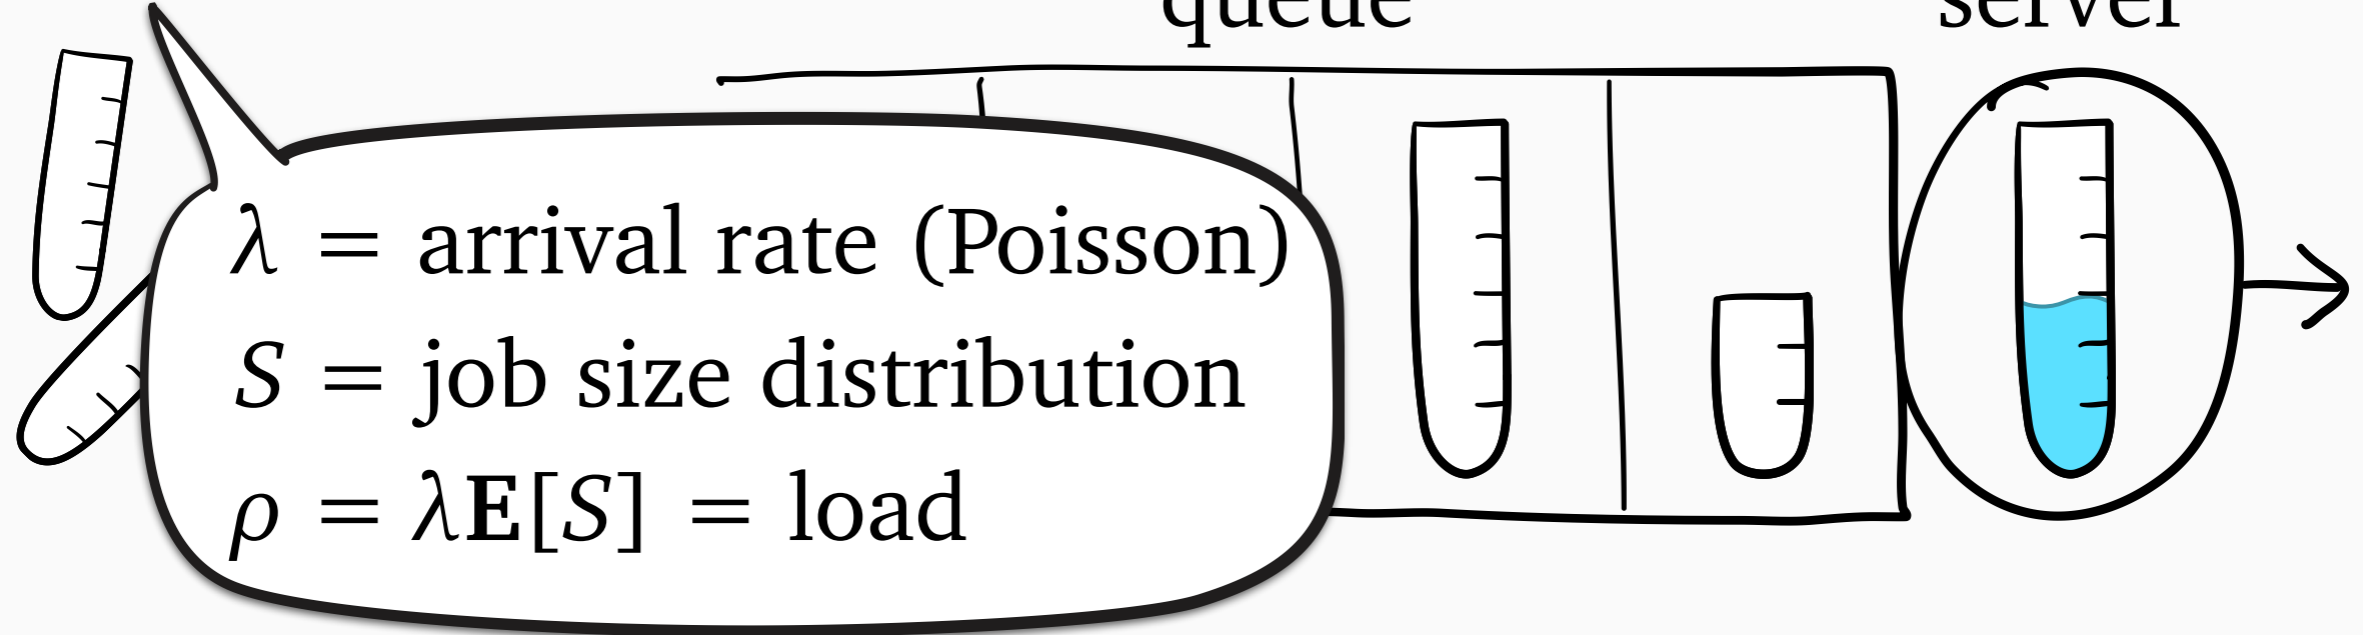 queue
server
λ = arrival rate (Poisson)
S = job size distribution
ρ = λE[S] = load